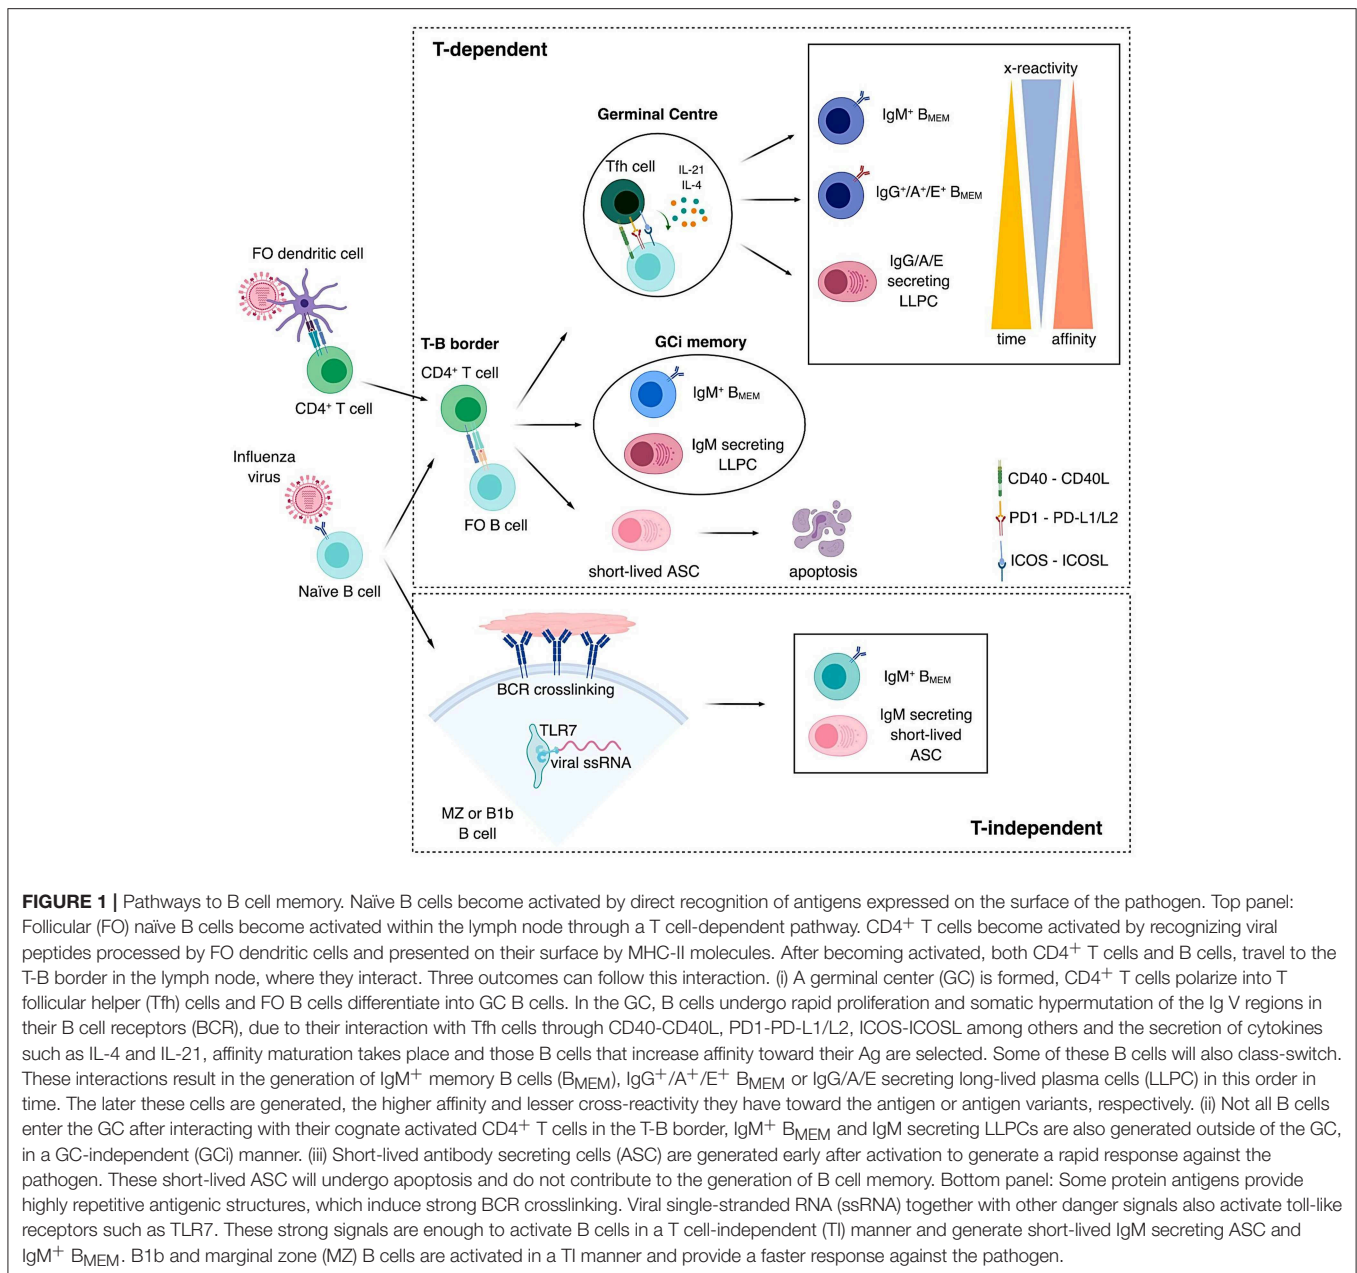 T-dependent
x-reactivity
Germinal Centre
Tfh cell
IL-21
IL-4
IgM⁺ B_MEM
IgG⁺/A⁺/E⁺ B_MEM
IgG/A/E
secreting
LLPC
time
affinity
FO dendritic cell
CD4⁺ T cell
T-B border
CD4⁺ T cell
FO B cell
GCi memory
IgM⁺ B_MEM
IgM secreting
LLPC
Influenza
virus
Naïve B cell
short-lived ASC
apoptosis
CD40 - CD40L
PD1 - PD-L1/L2
ICOS - ICOSL
BCR crosslinking
TLR7
viral ssRNA
MZ or B1b
B cell
IgM⁺ B_MEM
IgM secreting
short-lived
ASC
T-independent
FIGURE 1 | Pathways to B cell memory. Naïve B cells become activated by direct recognition of antigens expressed on the surface of the pathogen. Top panel:
Follicular (FO) naïve B cells become activated within the lymph node through a T cell-dependent pathway. CD4⁺ T cells become activated by recognizing viral
peptides processed by FO dendritic cells and presented on their surface by MHC-II molecules. After becoming activated, both CD4⁺ T cells and B cells, travel to the
T-B border in the lymph node, where they interact. Three outcomes can follow this interaction. (i) A germinal center (GC) is formed, CD4⁺ T cells polarize into T
follicular helper (Tfh) cells and FO B cells differentiate into GC B cells. In the GC, B cells undergo rapid proliferation and somatic hypermutation of the Ig V regions in
their B cell receptors (BCR), due to their interaction with Tfh cells through CD40-CD40L, PD1-PD-L1/L2, ICOS-ICOSL among others and the secretion of cytokines
such as IL-4 and IL-21, affinity maturation takes place and those B cells that increase affinity toward their Ag are selected. Some of these B cells will also class-switch.
These interactions result in the generation of IgM⁺ memory B cells (B_MEM), IgG⁺/A⁺/E⁺ B_MEM or IgG/A/E secreting long-lived plasma cells (LLPC) in this order in
time. The later these cells are generated, the higher affinity and lesser cross-reactivity they have toward the antigen or antigen variants, respectively. (ii) Not all B cells
enter the GC after interacting with their cognate activated CD4⁺ T cells in the T-B border, IgM⁺ B_MEM and IgM secreting LLPCs are also generated outside of the GC,
in a GC-independent (GCi) manner. (iii) Short-lived antibody secreting cells (ASC) are generated early after activation to generate a rapid response against the
pathogen. These short-lived ASC will undergo apoptosis and do not contribute to the generation of B cell memory. Bottom panel: Some protein antigens provide
highly repetitive antigenic structures, which induce strong BCR crosslinking. Viral single-stranded RNA (ssRNA) together with other danger signals also activate toll-like
receptors such as TLR7. These strong signals are enough to activate B cells in a T cell-independent (TI) manner and generate short-lived IgM secreting ASC and
IgM⁺ B_MEM. B1b and marginal zone (MZ) B cells are activated in a TI manner and provide a faster response against the pathogen.